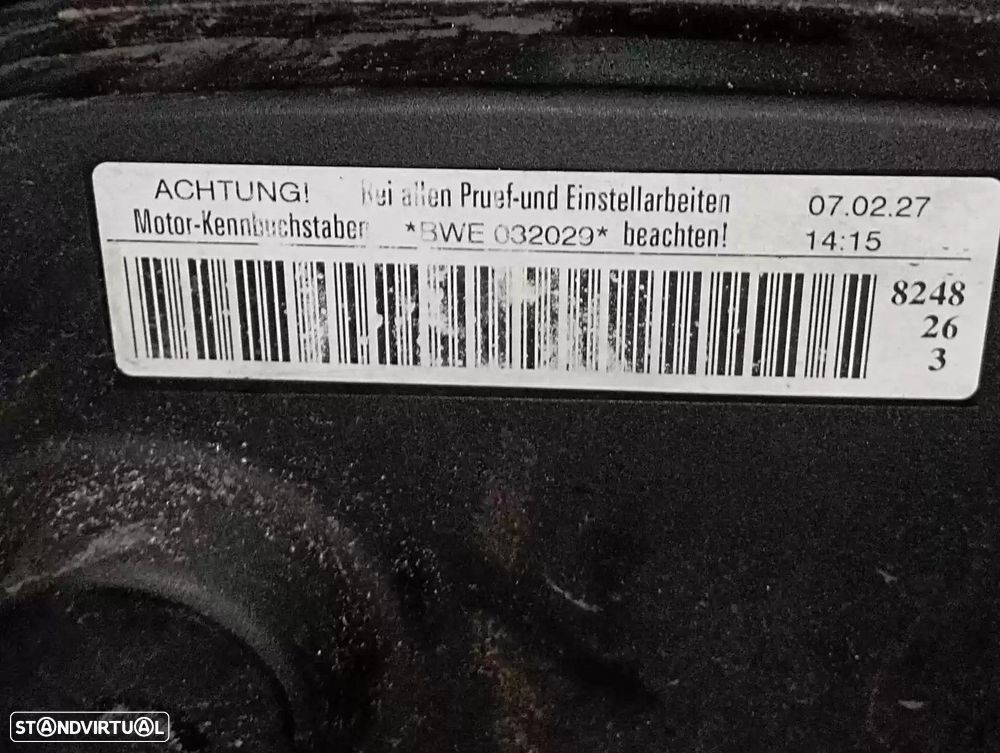 ACHTUNG! Bei allen Pruef-und Einstellarbeiten 07.02.27
Motor-Kennbuchstaben *BWE 032029* beachten! 14:15
8248
26
3
STANDVIRTUAL